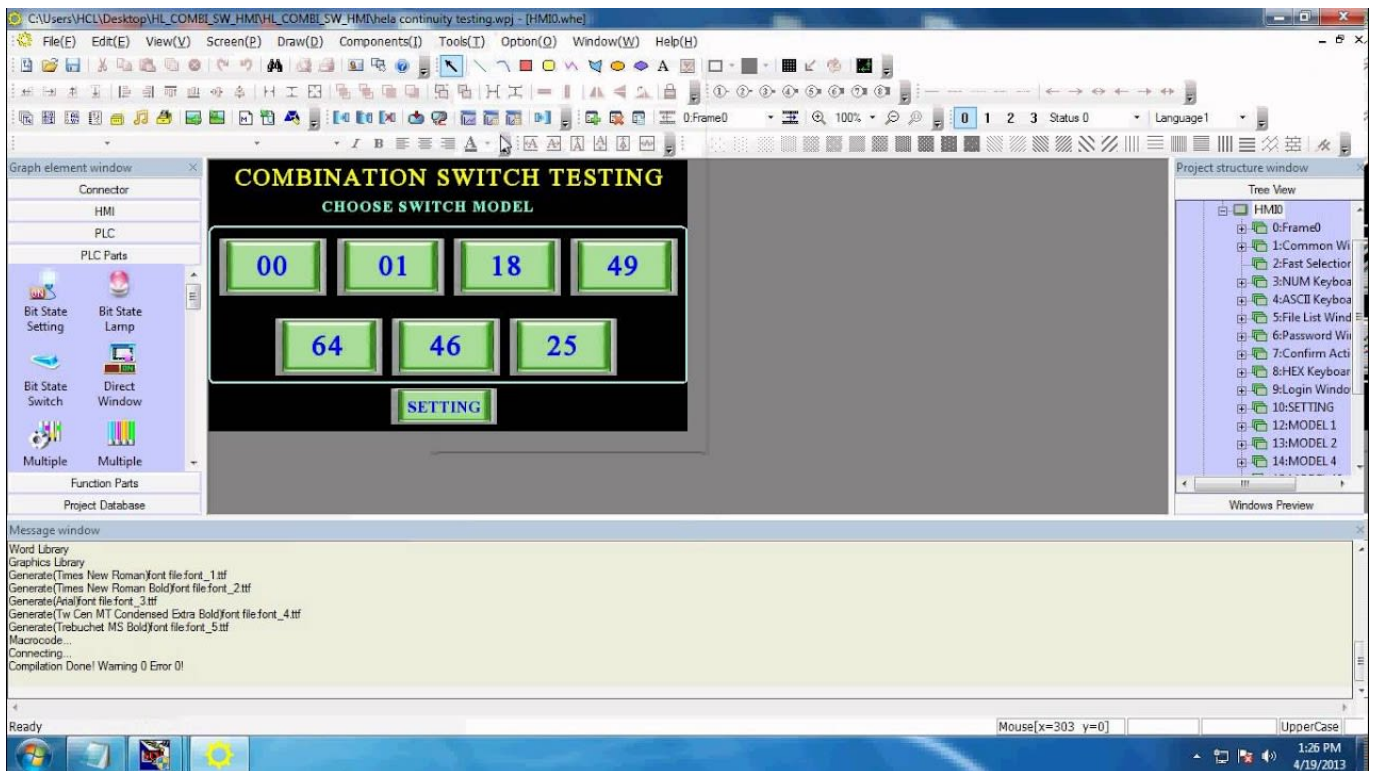 C:\Users\HCL\Desktop\HL_COMBI_SW_HMI\HL_COMBI_SW_HMI\hela continuity testing.wpj - [HMI0.whe]
File(F) Edit(E) View(V) Screen(P) Draw(D) Components(I) Tools(T) Option(O) Window(W) Help(H)
0.Frame0 100% 0 1 2 3 Status 0 Language1
Graph element window
Connector
HMI
PLC
PLC Parts
Bit State Setting
Bit State Lamp
Bit State Switch
Direct Window
Multiple
Multiple
Function Parts
Project Database
COMBINATION SWITCH TESTING
CHOOSE SWITCH MODEL
00 01 18 49
64 46 25
SETTING
Project structure window
Tree View
HMI0
0:Frame0
1:Common Wi
2:Fast Selection
3:NUM Keyboa
4:ASCII Keyboa
5:File List Wind
6:Password Wi
7:Confirm Acti
8:HEX Keyboar
9:Login Windo
10:SETTING
12:MODEL 1
13:MODEL 2
14:MODEL 4
Windows Preview
Message window
Word Library
Graphics Library
Generate(Times New Roman)font file:font_1.ttf
Generate(Times New Roman Bold)font file:font_2.ttf
Generate(Arial)font file:font_3.ttf
Generate(Tw Cen MT Condensed Extra Bold)font file:font_4.ttf
Generate(Trebuchet MS Bold)font file:font_5.ttf
Macrocode...
Connecting...
Compilation Done! Warning 0 Error 0!
Ready
Mouse[x=303 y=0]
UpperCase
1:26 PM
4/19/2013